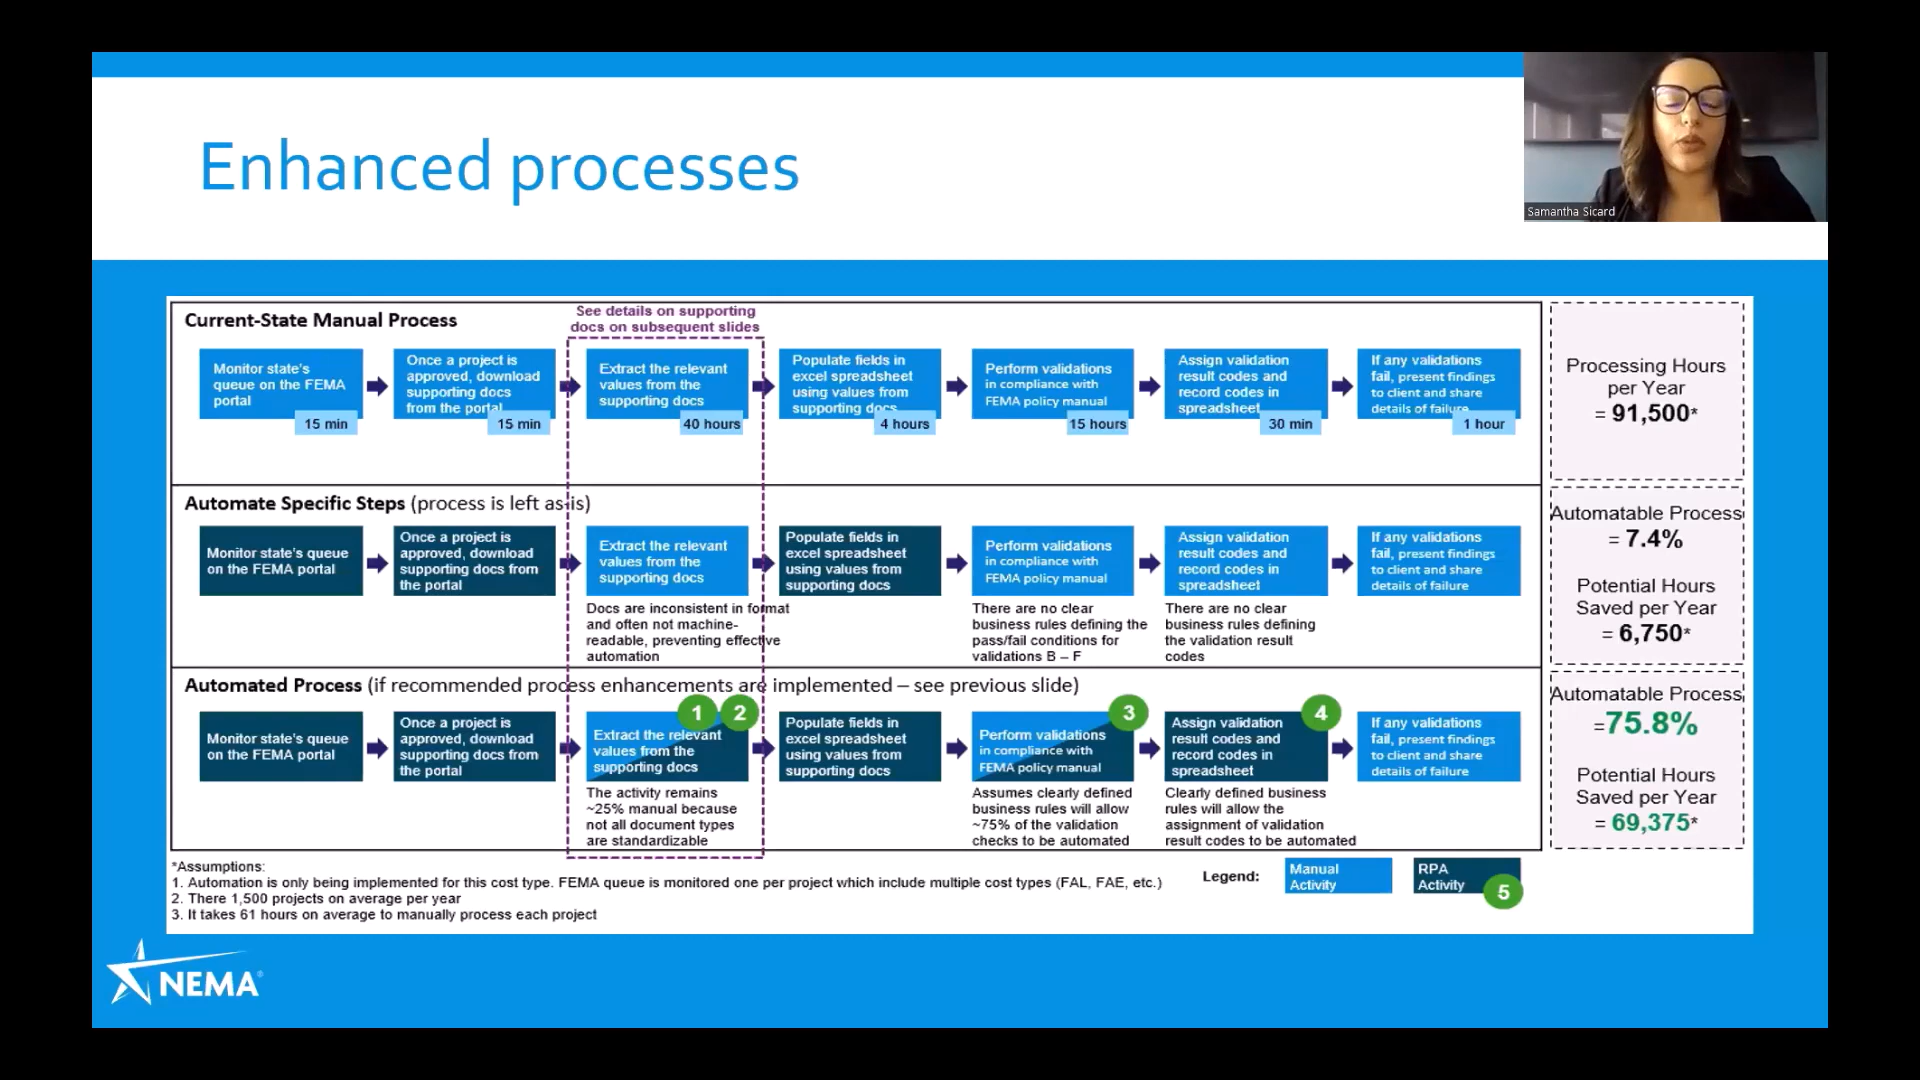 Enhanced processes
Samantha Sicard
Current-State Manual Process
See details on supporting
docs on subsequent slides
Monitor state's
queue on the FEMA
portal
15 min
Once a project is
approved, download
supporting docs
from the portal
15 min
Extract the relevant
values from the
supporting docs
40 hours
Populate fields in
excel spreadsheet
using values from
supporting docs
4 hours
Perform validations
in compliance with
FEMA policy manual
15 hours
Assign validation
result codes and
record codes in
spreadsheet
30 min
If any validations
fail, present findings
to client and share
details of failure
1 hour
Processing Hours
per Year
= 91,500*
Automate Specific Steps (process is left as-is)
Monitor state's queue
on the FEMA portal
Once a project is
approved, download
supporting docs from
the portal
Extract the relevant
values from the
supporting docs
Docs are inconsistent in format
and often not machine-
readable, preventing effective
automation
Populate fields in
excel spreadsheet
using values from
supporting docs
Perform validations
in compliance with
FEMA policy manual
There are no clear
business rules defining the
pass/fail conditions for
validations B – F
Assign validation
result codes and
record codes in
spreadsheet
There are no clear
business rules defining
the validation result
codes
If any validations
fail, present findings
to client and share
details of failure
Automatable Process
= 7.4%
Potential Hours
Saved per Year
= 6,750*
Automated Process (if recommended process enhancements are implemented – see previous slide)
Monitor state's queue
on the FEMA portal
Once a project is
approved, download
supporting docs from
the portal
1 2
Extract the relevant
values from the
supporting docs
The activity remains
~25% manual because
not all document types
are standardizable
Populate fields in
excel spreadsheet
using values from
supporting docs
3
Perform validations
in compliance with
FEMA policy manual
Assumes clearly defined
business rules will allow
~75% of the validation
checks to be automated
4
Assign validation
result codes and
record codes in
spreadsheet
Clearly defined business
rules will allow the
assignment of validation
result codes to be automated
If any validations
fail, present findings
to client and share
details of failure
Automatable Process
=75.8%
Potential Hours
Saved per Year
= 69,375*
*Assumptions:
1. Automation is only being implemented for this cost type. FEMA queue is monitored one per project which include multiple cost types (FAL, FAE, etc.)
2. There 1,500 projects on average per year
3. It takes 61 hours on average to manually process each project
Legend:
Manual
Activity
RPA
Activity
5
NEMA®